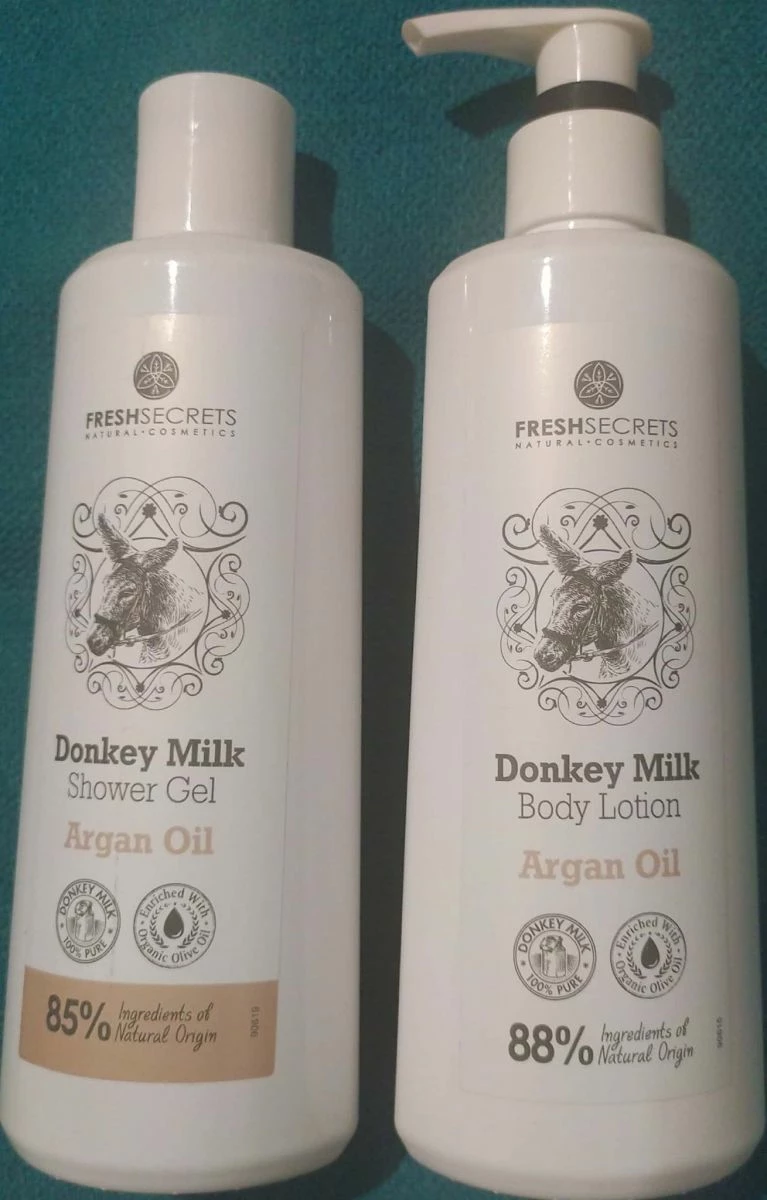 FRESHSECRETS
NATURAL•COSMETICS
Donkey Milk
Shower Gel
Argan Oil
DONKEY MILK
100% PURE
Enriched With
Organic Olive Oil
85% Ingredients of
Natural Origin
FRESHSECRETS
NATURAL•COSMETICS
Donkey Milk
Body Lotion
Argan Oil
DONKEY MILK
100% PURE
Enriched With
Organic Olive Oil
88% Ingredients of
Natural Origin